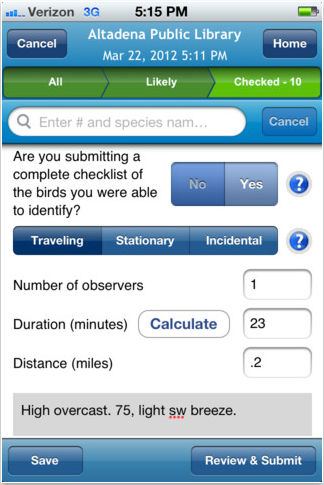 Verizon 3G 5:15 PM
Cancel Altadena Public Library Home
Mar 22, 2012 5:11 PM
All Likely Checked - 10
Enter # and species nam... Cancel
Are you submitting a
complete checklist of
the birds you were able
to identify?
No Yes ?
Traveling Stationary Incidental ?
Number of observers 1
Duration (minutes) Calculate 23
Distance (miles) .2
High overcast. 75, light sw breeze.
Save Review & Submit